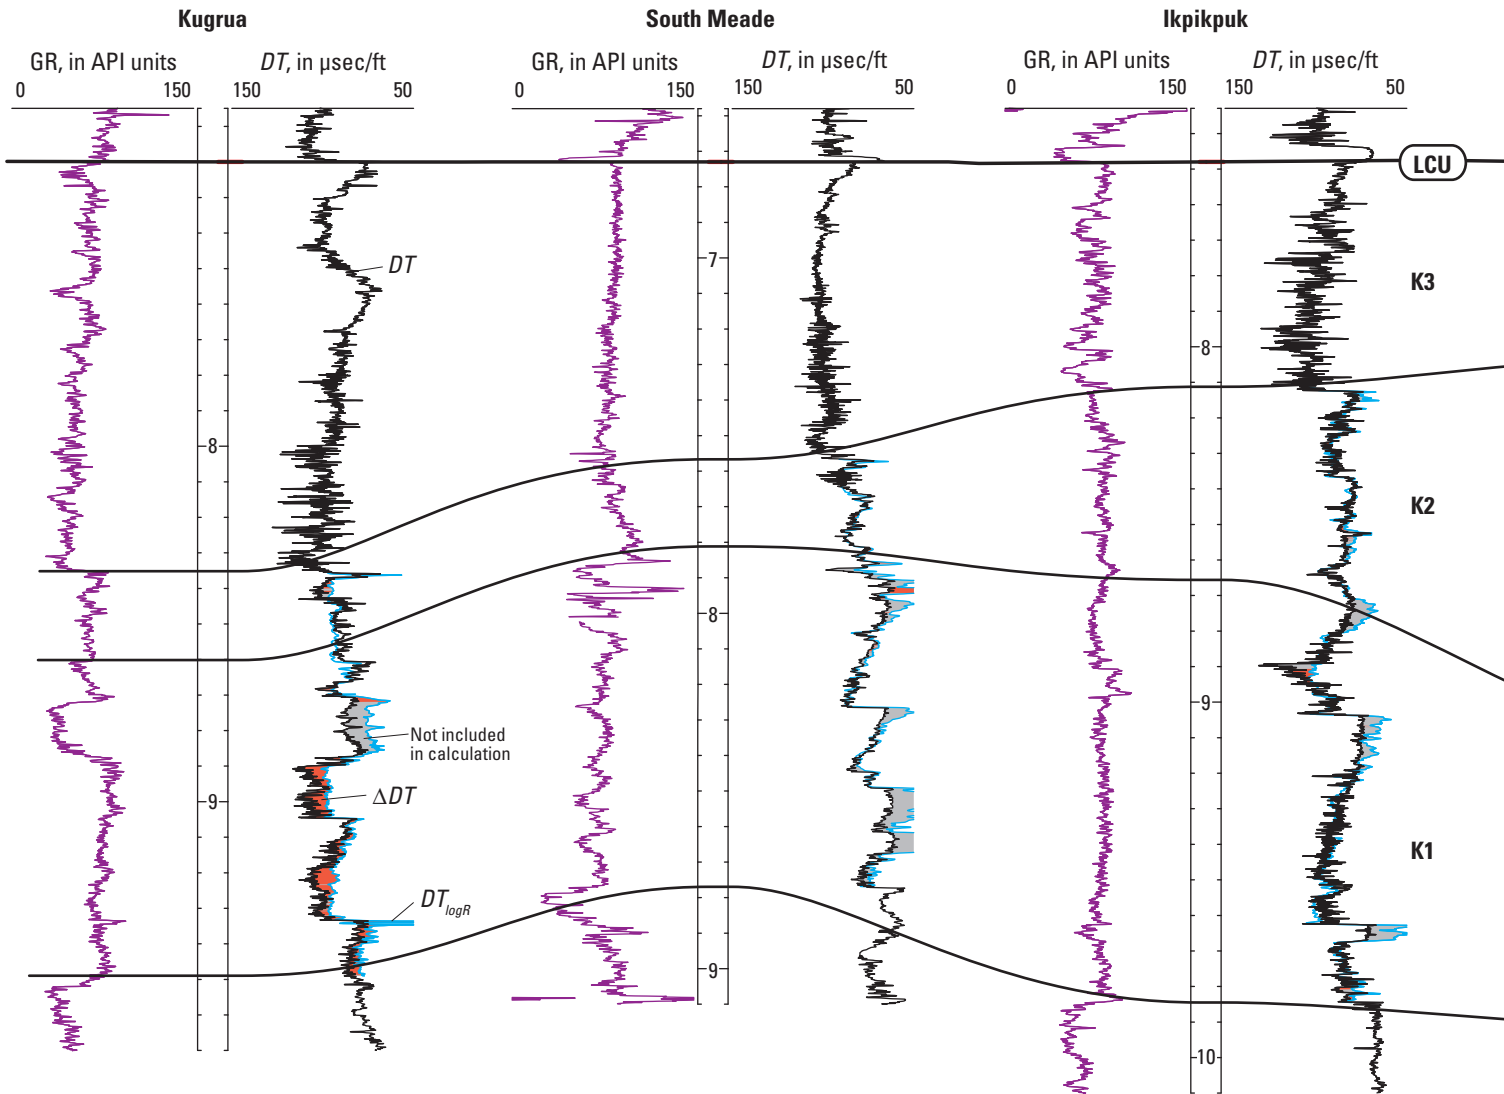 Kugrua
South Meade
Ikpikpuk
GR, in API units
DT, in μsec/ft
GR, in API units
DT, in μsec/ft
GR, in API units
DT, in μsec/ft
0 150
150 50
0 150
150 50
0 150
150 50
LCU
7
DT
K3
8
8
K2
8
9
Not included
in calculation
9
ΔDT
K1
DTlogR
9
10